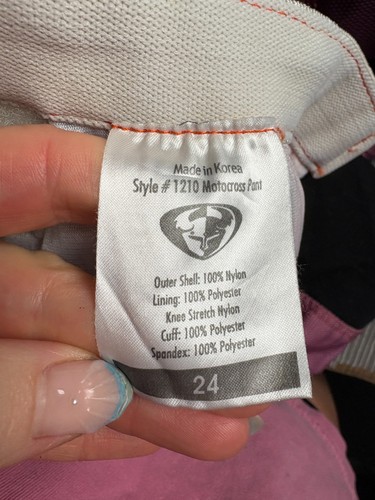 Made in Korea
Style # 1210 Motocross Pant
Outer Shell: 100% Nylon
Lining: 100% Polyester
Knee Stretch Nylon
Cuff: 100% Polyester
Spandex: 100% Polyester
24